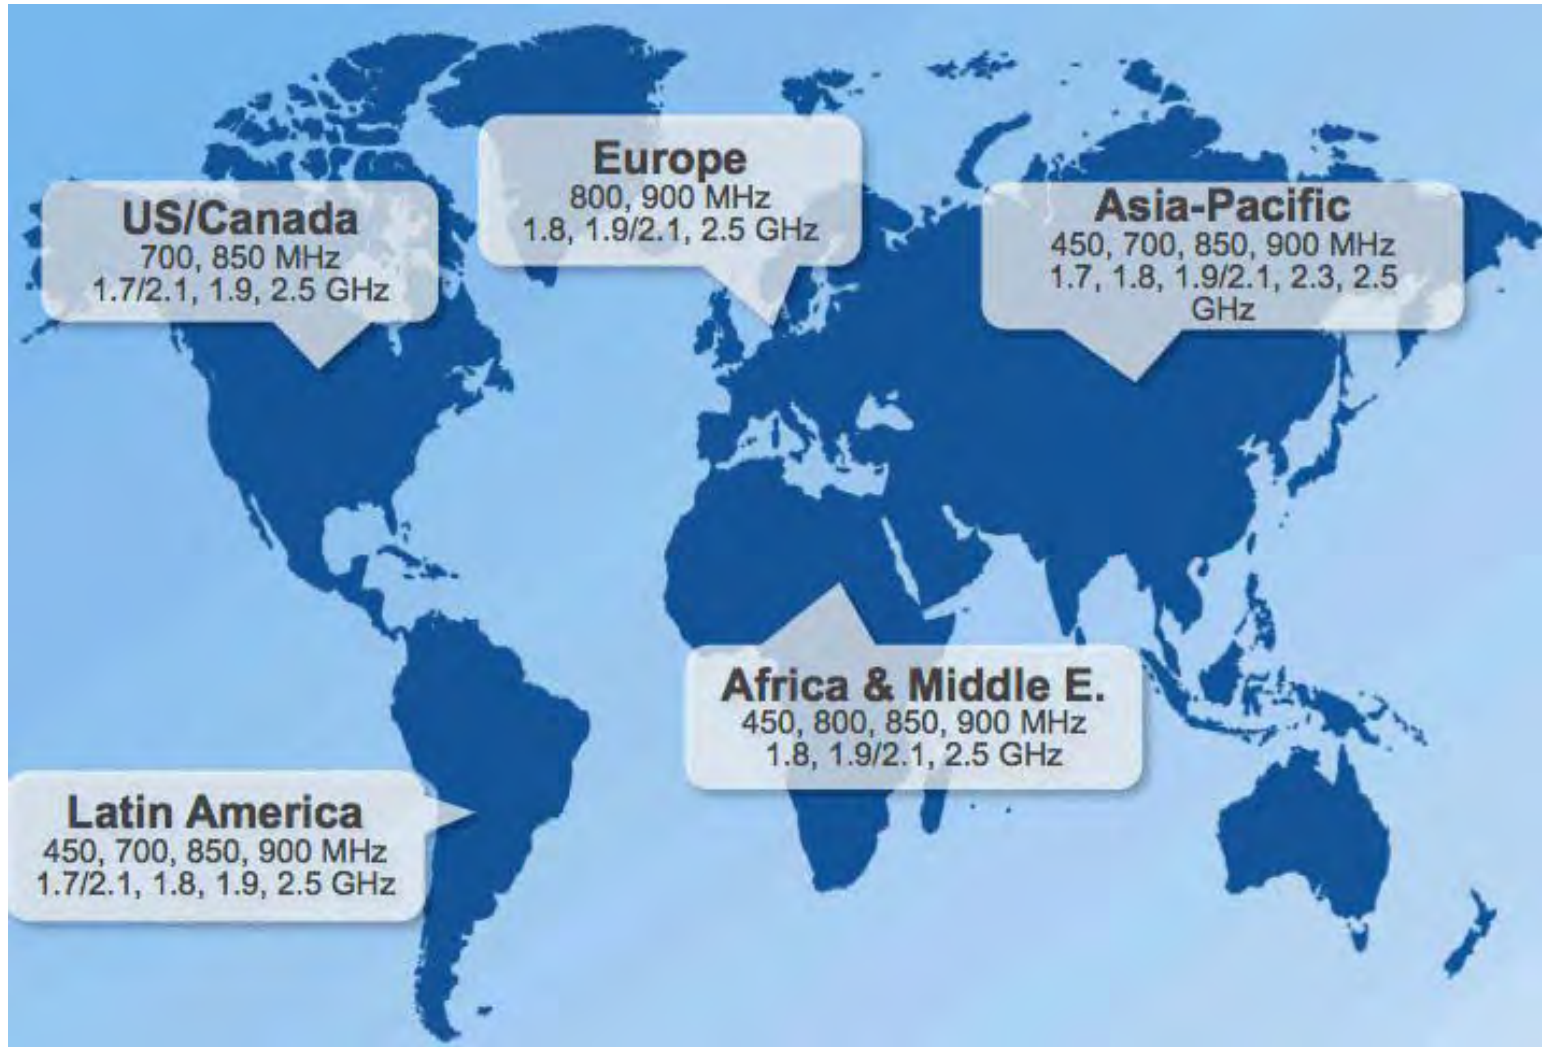 Europe
800, 900 MHz
1.8, 1.9/2.1, 2.5 GHz
US/Canada
700, 850 MHz
1.7/2.1, 1.9, 2.5 GHz
Asia-Pacific
450, 700, 850, 900 MHz
1.7, 1.8, 1.9/2.1, 2.3, 2.5
GHz
Africa & Middle E.
450, 800, 850, 900 MHz
1.8, 1.9/2.1, 2.5 GHz
Latin America
450, 700, 850, 900 MHz
1.7/2.1, 1.8, 1.9, 2.5 GHz